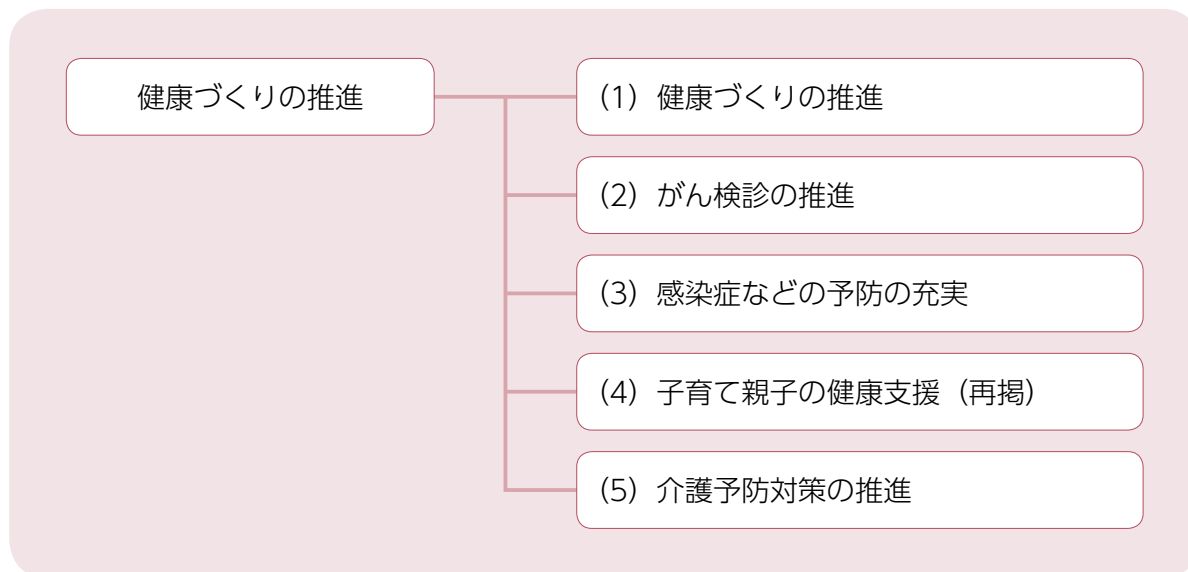 健康づくりの推進
（1）健康づくりの推進
（2）がん検診の推進
（3）感染症などの予防の充実
（4）子育て親子の健康支援（再掲）
（5）介護予防対策の推進